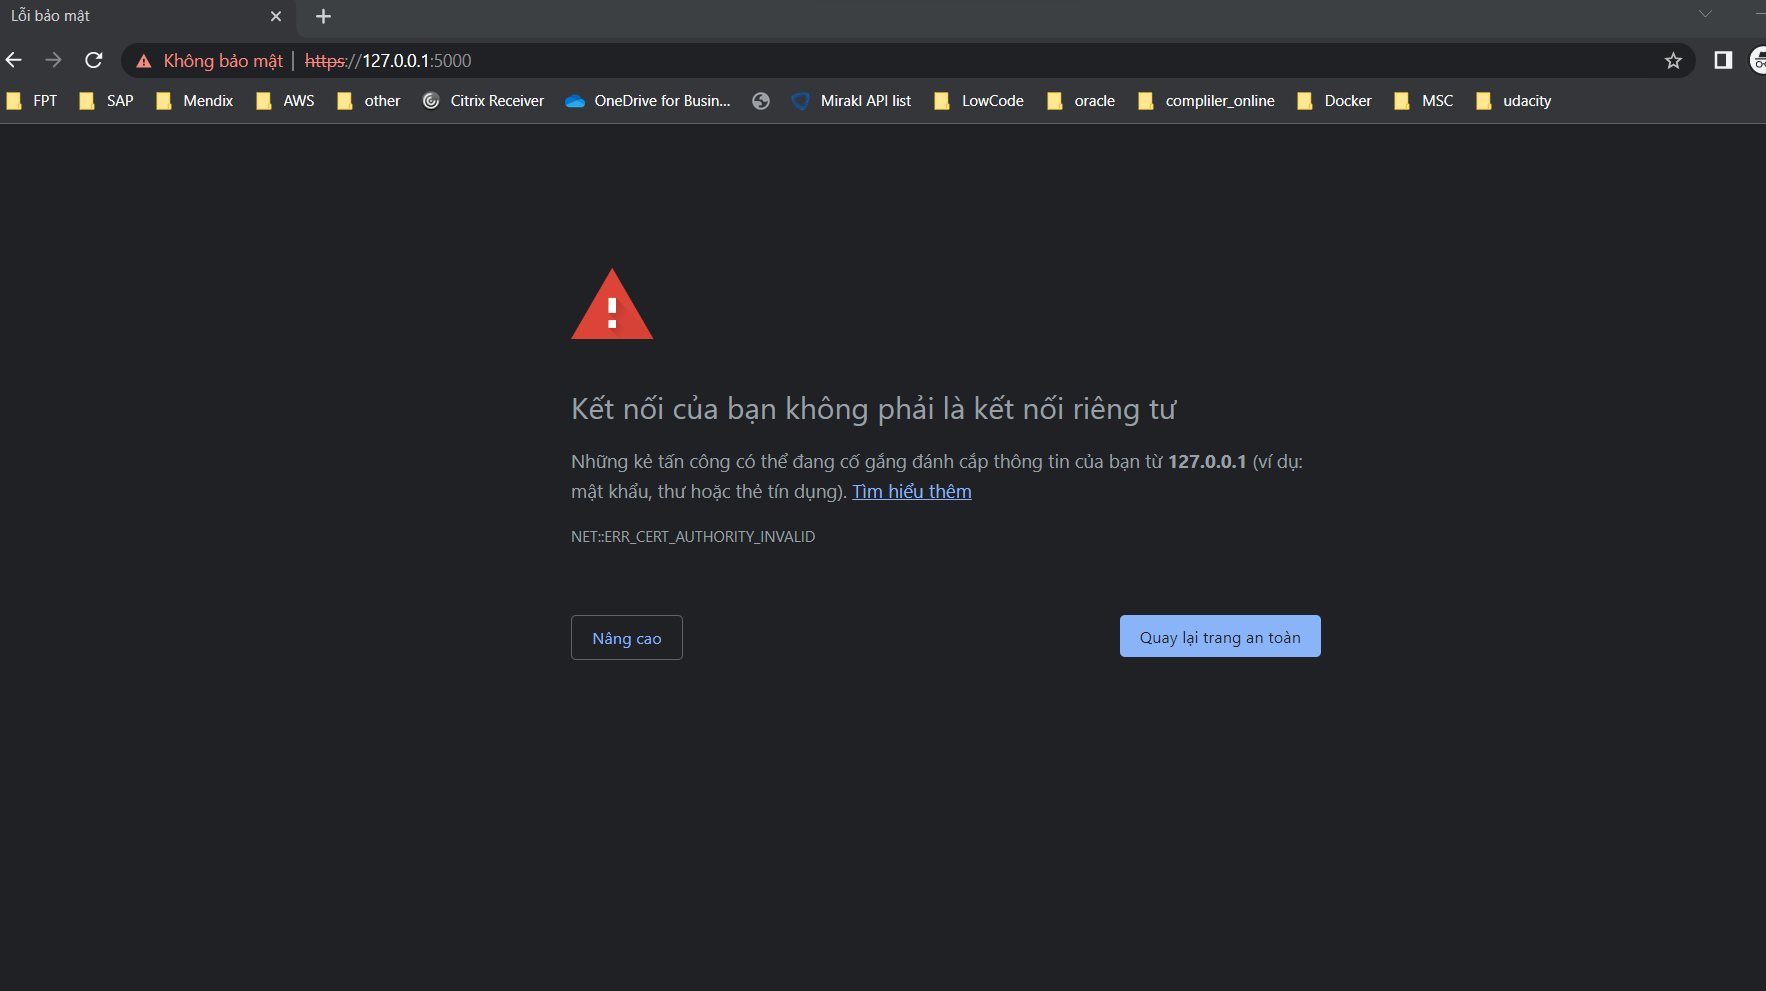 Lỗi bảo mật
Không bảo mật | https://127.0.0.1:5000
FPT SAP Mendix AWS other Citrix Receiver OneDrive for Busin... Mirakl API list LowCode oracle compliler_online Docker MSC udacity
Kết nối của bạn không phải là kết nối riêng tư
Những kẻ tấn công có thể đang cố gắng đánh cắp thông tin của bạn từ 127.0.0.1 (ví dụ:
mật khẩu, thư hoặc thẻ tín dụng). Tìm hiểu thêm
NET::ERR_CERT_AUTHORITY_INVALID
Nâng cao Quay lại trang an toàn